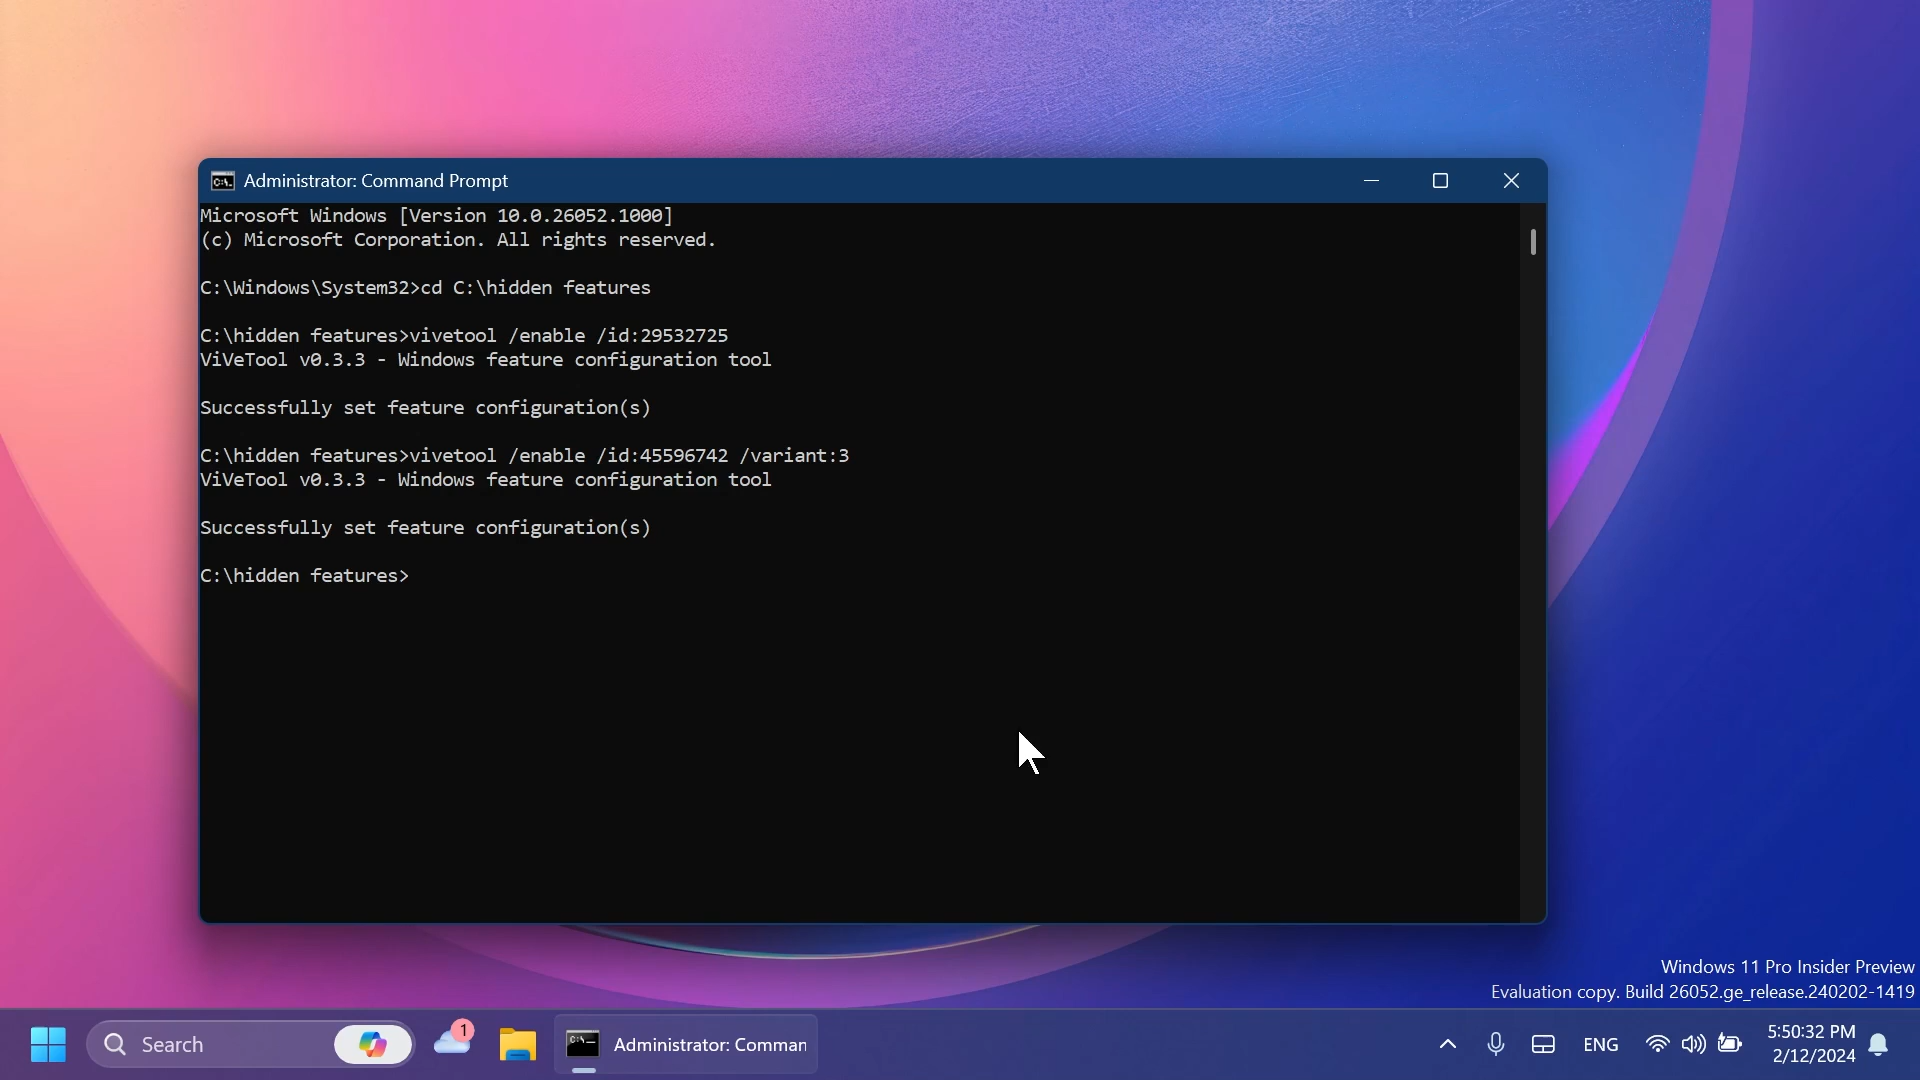 Administrator: Command Prompt
Microsoft Windows [Version 10.0.26052.1000]
(c) Microsoft Corporation. All rights reserved.
C:\Windows\System32>cd C:\hidden features
C:\hidden features>vivetool /enable /id:29532725
ViVeTool v0.3.3 - Windows feature configuration tool
Successfully set feature configuration(s)
C:\hidden features>vivetool /enable /id:45596742 /variant:3
ViVeTool v0.3.3 - Windows feature configuration tool
Successfully set feature configuration(s)
C:\hidden features>
Windows 11 Pro Insider Preview
Evaluation copy. Build 26052.ge_release.240202-1419
Search
1
Administrator: Comman
ENG
5:50:32 PM
2/12/2024